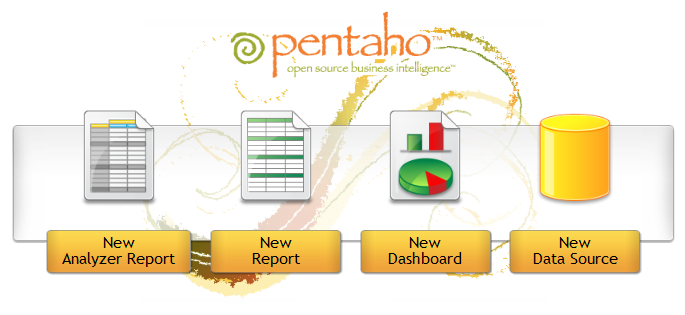 pentaho™
open source business intelligence™
New
Analyzer Report
New
Report
New
Dashboard
New
Data Source